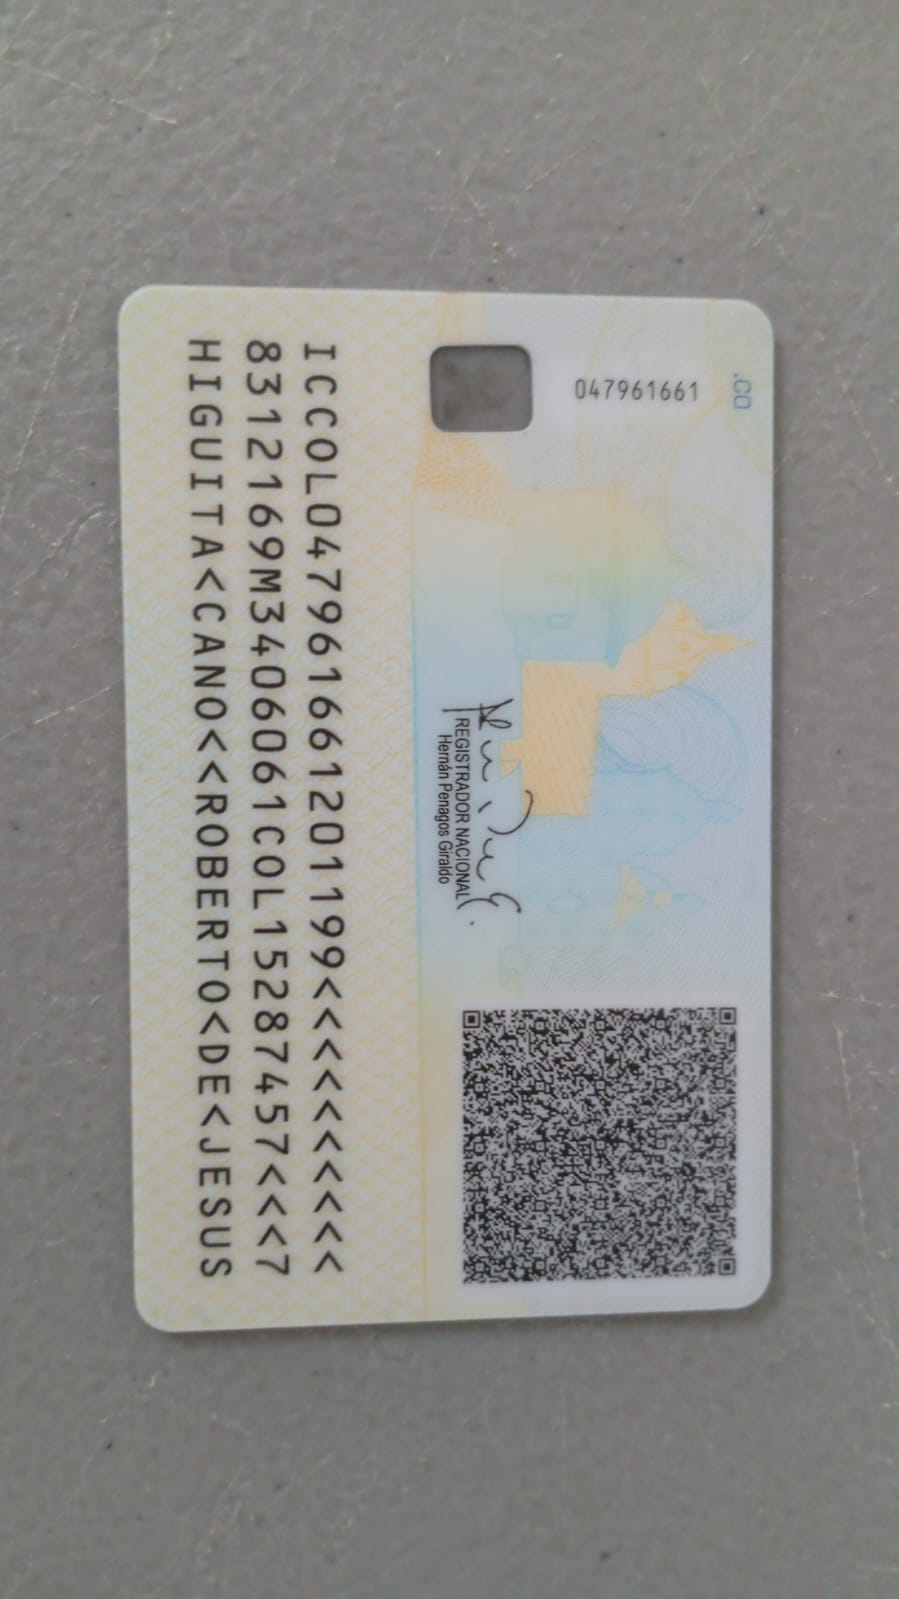 .CO
047961661
REGISTRADOR NACIONAL
Hernán Penagos Giraldo
ICCOL047961661201199<<<<<<<<<<
8312169M3406061COL15287457<<<7
HIGUITA<CANO<<ROBERTO<DE<JESUS